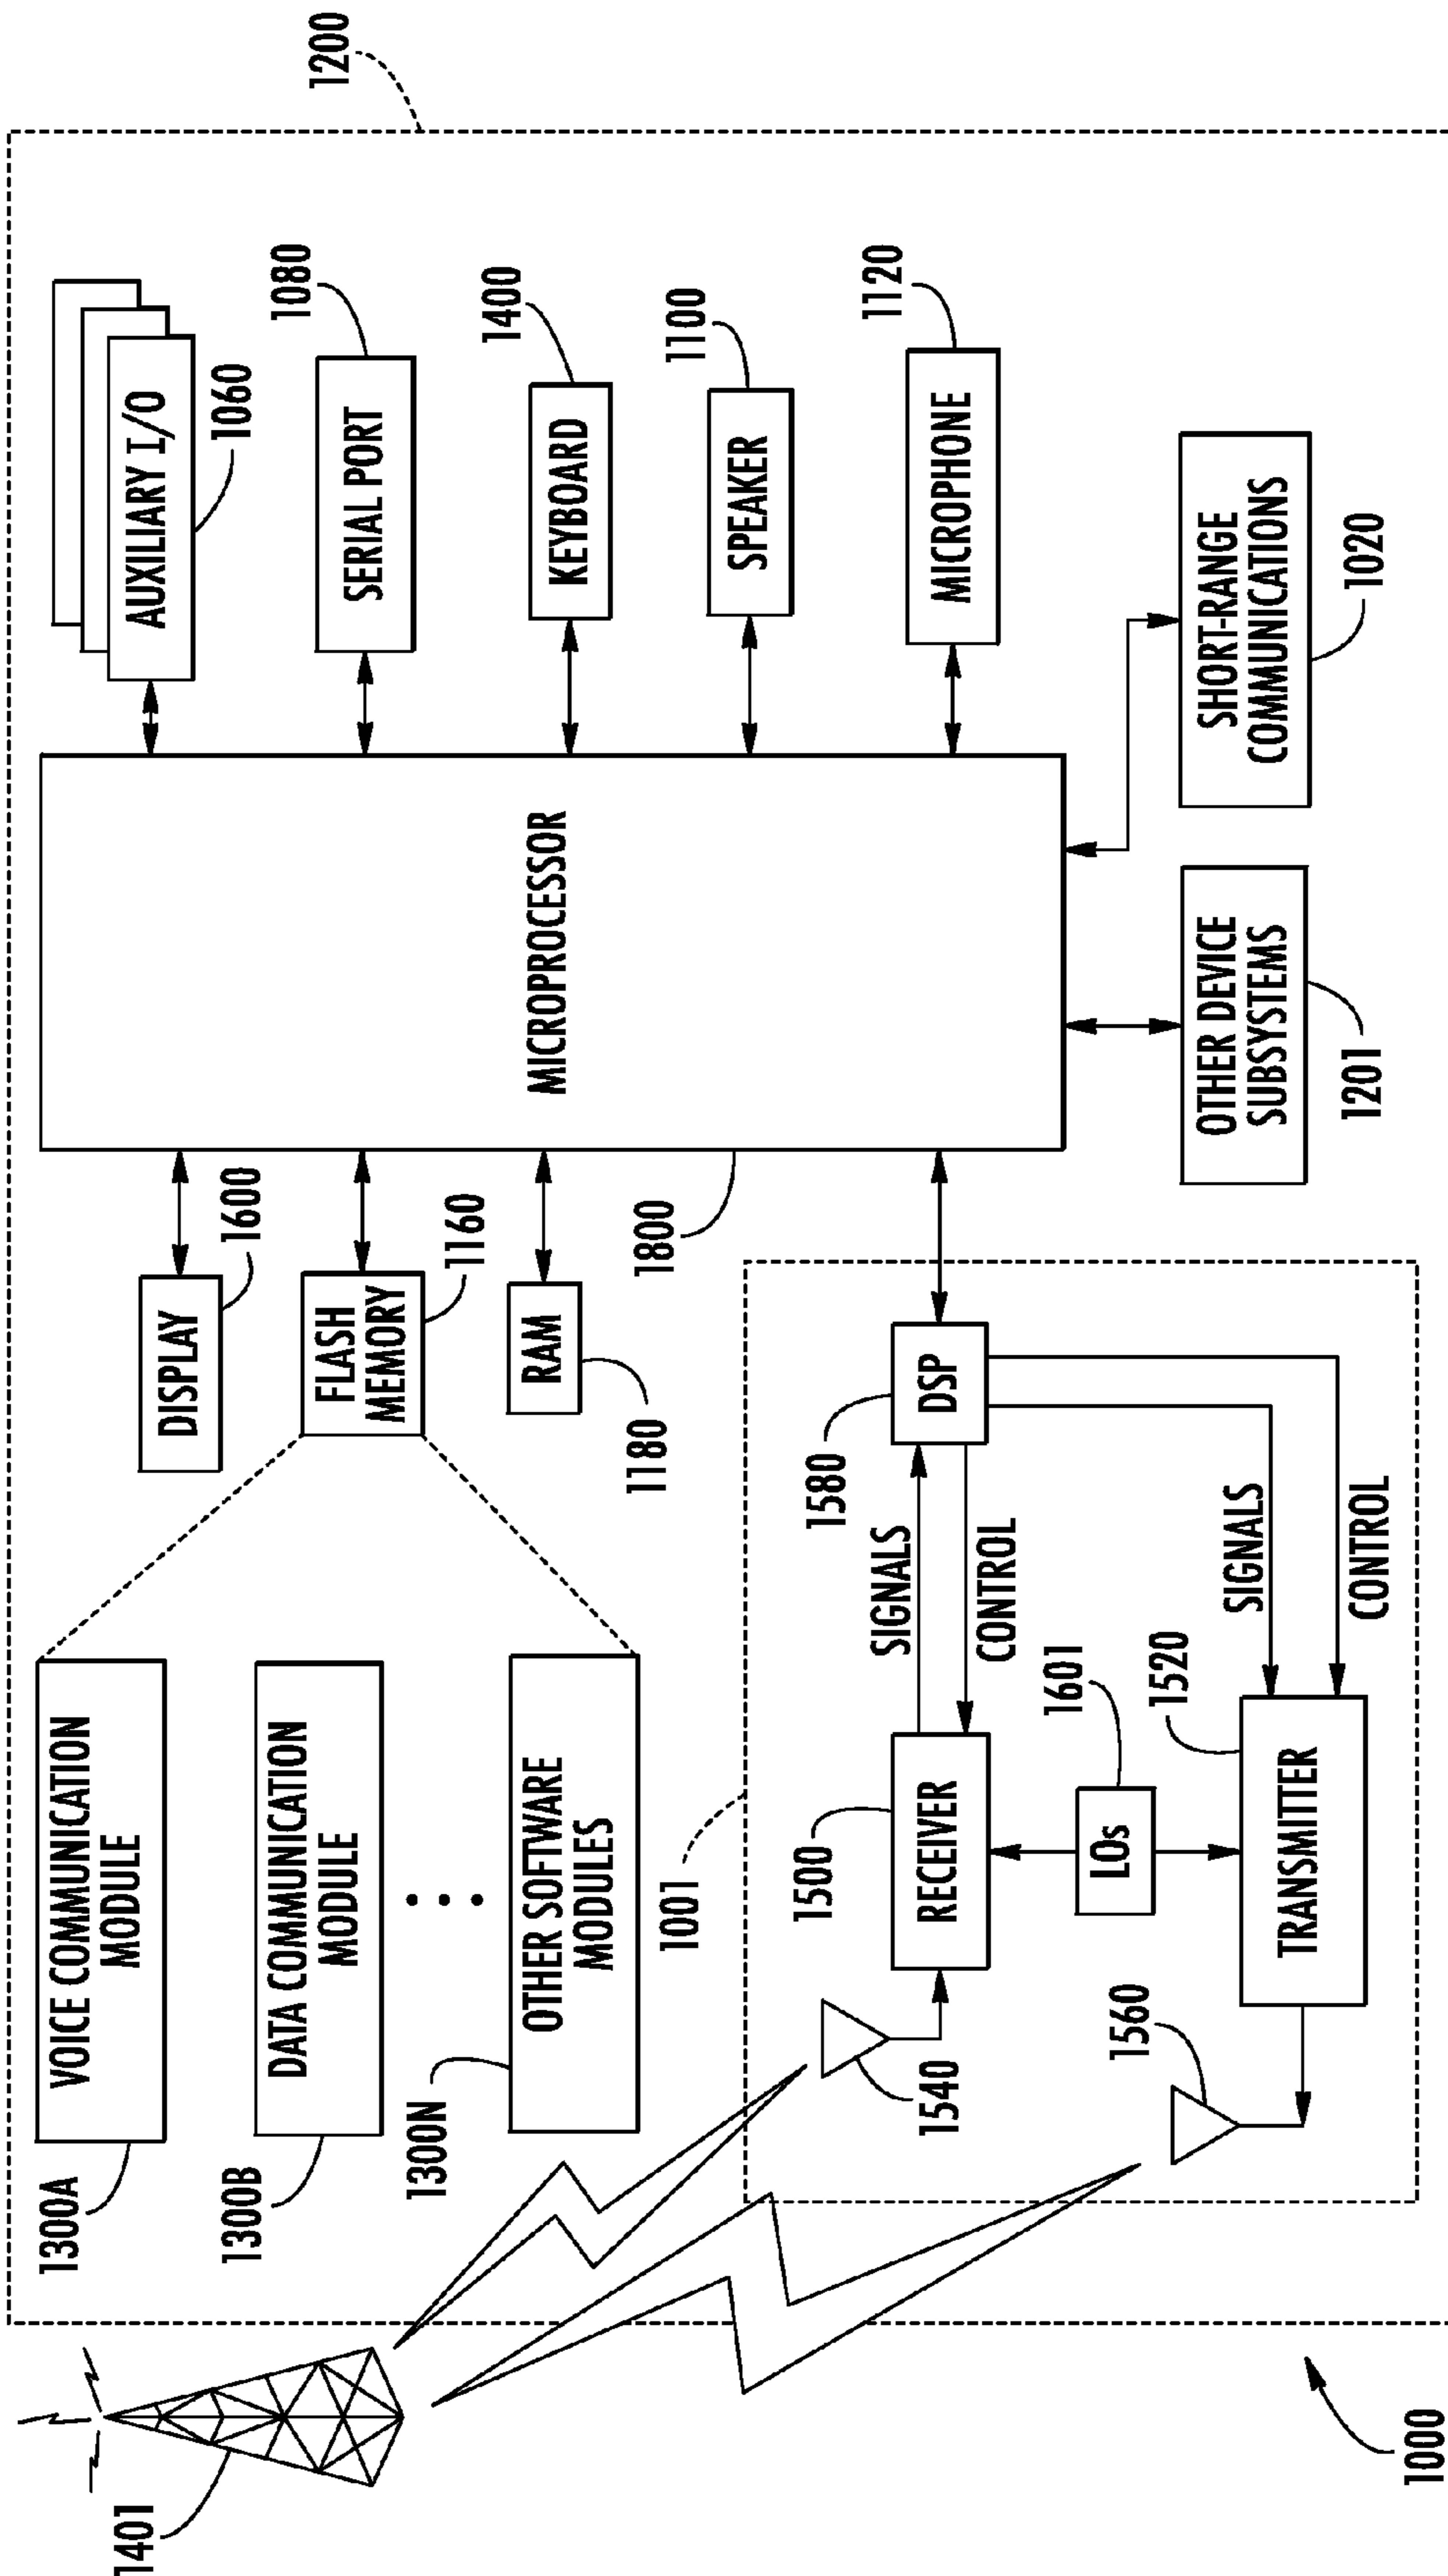 1200
AUXILIARY I/O
1060
SERIAL PORT
1080
KEYBOARD
1400
SPEAKER
1100
MICROPHONE
1120
SHORT-RANGE
COMMUNICATIONS
1020
MICROPROCESSOR
1800
OTHER DEVICE
SUBSYSTEMS
1201
DISPLAY
1600
FLASH
MEMORY
1160
RAM
1180
VOICE COMMUNICATION
MODULE
1300A
DATA COMMUNICATION
MODULE
1300B
OTHER SOFTWARE
MODULES
1300N
1001
DSP
1580
SIGNALS
CONTROL
SIGNALS
CONTROL
RECEIVER
1500
LOs
1601
TRANSMITTER
1520
1540
1560
1401
1000